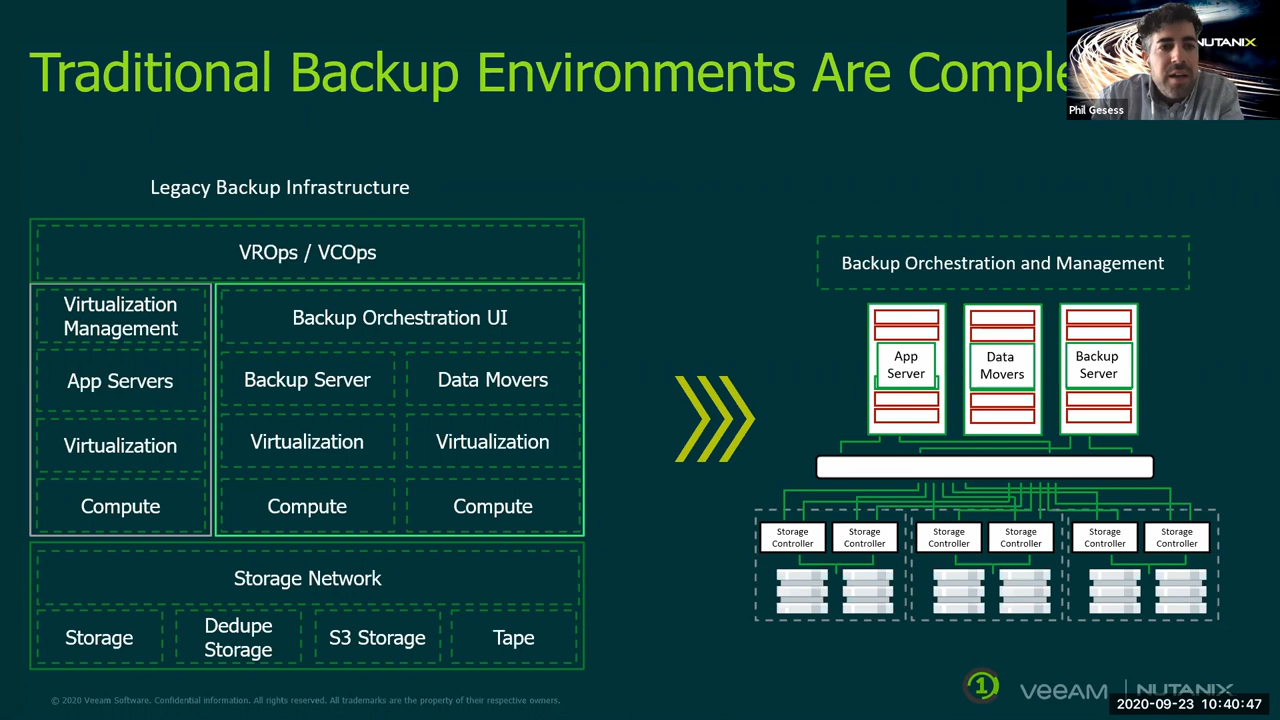 Traditional Backup Environments Are Comple
NUTANIX
Phil Gesess
Legacy Backup Infrastructure
VROps / VCOps
Virtualization
Management
Backup Orchestration UI
App Servers
Backup Server
Data Movers
Virtualization
Virtualization
Virtualization
Compute
Compute
Compute
Storage Network
Storage
Dedupe
Storage
S3 Storage
Tape
Backup Orchestration and Management
App
Server
Data
Movers
Backup
Server
Storage
Controller
Storage
Controller
Storage
Controller
Storage
Controller
Storage
Controller
Storage
Controller
© 2020 Veeam Software. Confidential information. All rights reserved. All trademarks are the property of their respective owners.
1
VEEAM | NUTANIX
2020-09-23 10:40:47